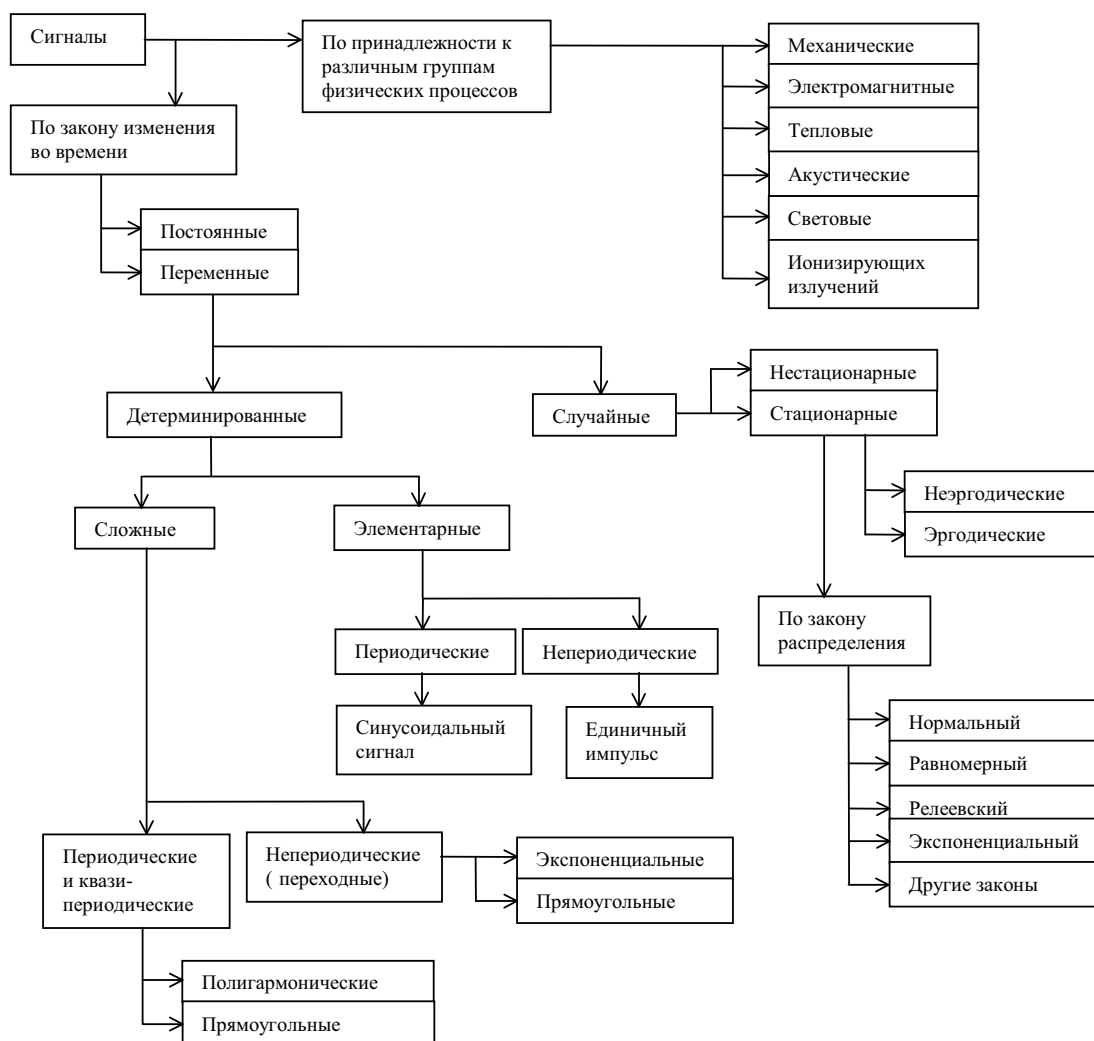 Сигналы
По принадлежности к
различным группам
физических процессов
Механические
Электромагнитные
Тепловые
Акустические
Световые
Ионизирующих
излучений
По закону изменения
во времени
Постоянные
Переменные
Детерминированные
Случайные
Нестационарные
Стационарные
Неэргодические
Эргодические
Сложные
Элементарные
По закону
распределения
Периодические
Непериодические
Синусоидальный
сигнал
Единичный
импульс
Нормальный
Равномерный
Релеевский
Экспоненциальный
Другие законы
Периодические
и квази-
периодические
Непериодические
( переходные)
Экспоненциальные
Прямоугольные
Полигармонические
Прямоугольные